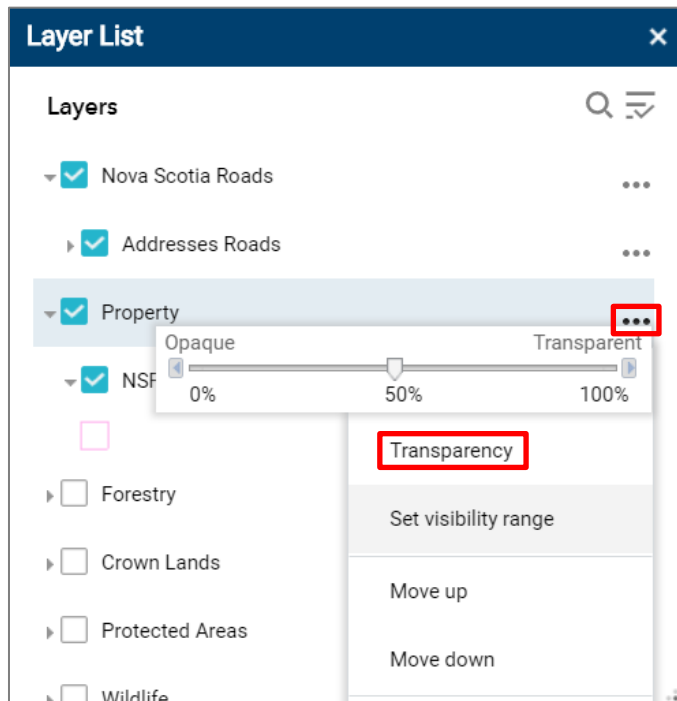 Layer List
Layers
Nova Scotia Roads
Addresses Roads
Property
Opaque Transparent
0% 50% 100%
Transparency
Set visibility range
Forestry
Crown Lands
Move up
Protected Areas
Move down
Wildlife